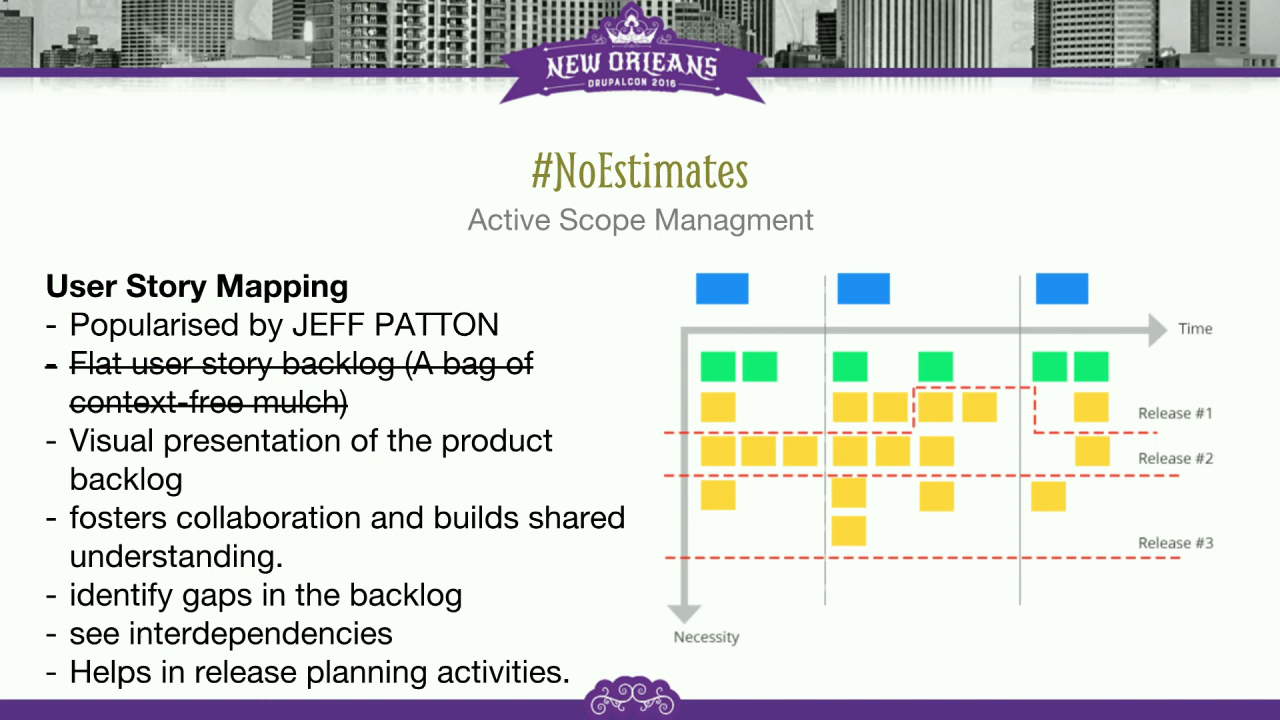 NEW ORLEANS
DRUPALCON 2016
#NoEstimates
Active Scope Managment
User Story Mapping
- Popularised by JEFF PATTON
- Flat user story backlog (A bag of
context-free mulch)
- Visual presentation of the product
backlog
- fosters collaboration and builds shared
understanding.
- identify gaps in the backlog
- see interdependencies
- Helps in release planning activities.
Time
Release #1
Release #2
Release #3
Necessity